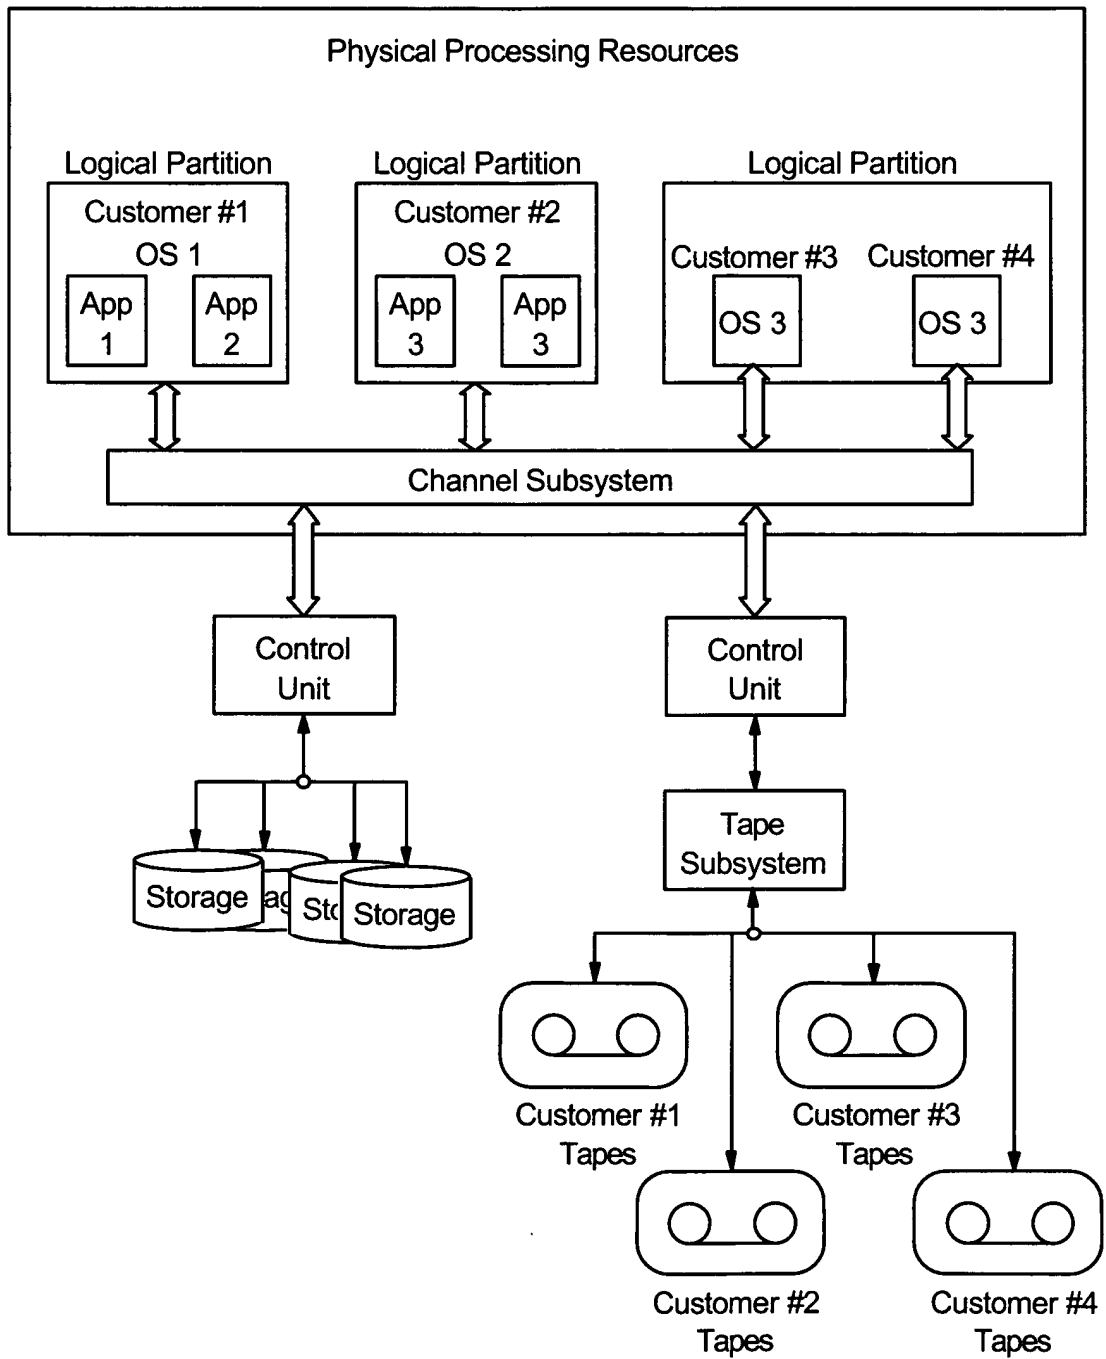 Physical Processing Resources
Logical Partition
Logical Partition
Logical Partition
Customer #1
OS 1
App
1
App
2
Customer #2
OS 2
App
3
App
3
Customer #3
OS 3
Customer #4
OS 3
Channel Subsystem
Control
Unit
Control
Unit
Storage
Storage
Tape
Subsystem
Customer #1
Tapes
Customer #3
Tapes
Customer #2
Tapes
Customer #4
Tapes